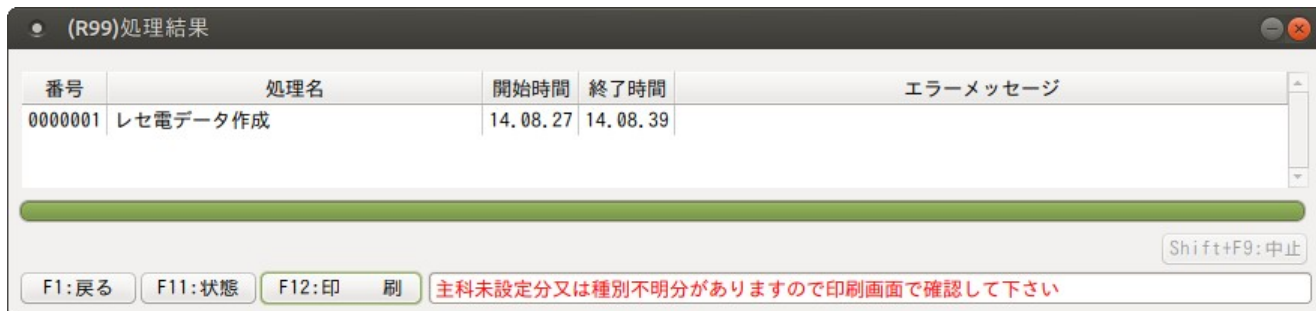 (R99)処理結果
番号 処理名 開始時間 終了時間 エラーメッセージ
0000001 レセ電データ作成 14.08.27 14.08.39
Shift+F9:中止
F1:戻る F11:状態 F12:印 刷 主科未設定分又は種別不明分がありますので印刷画面で確認して下さい